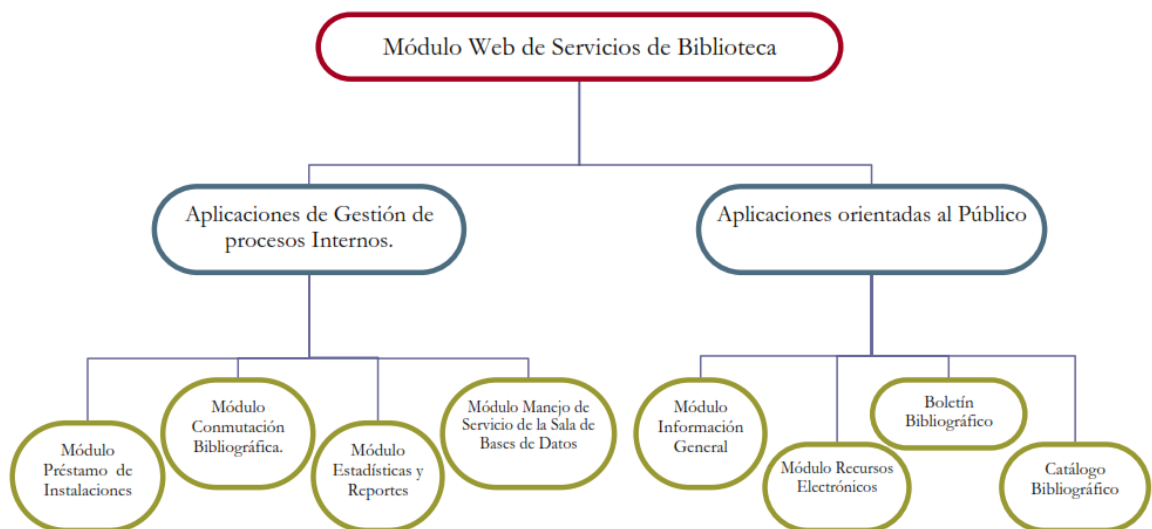 Módulo Web de Servicios de Biblioteca
Aplicaciones de Gestión de
procesos Internos.
Aplicaciones orientadas al Público
Módulo
Préstamo de
Instalaciones
Módulo
Conmutación
Bibliográfica.
Módulo
Estadísticas y
Reportes
Módulo Manejo de
Servicio de la Sala de
Bases de Datos
Módulo
Información
General
Módulo Recursos
Electrónicos
Boletín
Bibliográfico
Catálogo
Bibliográfico